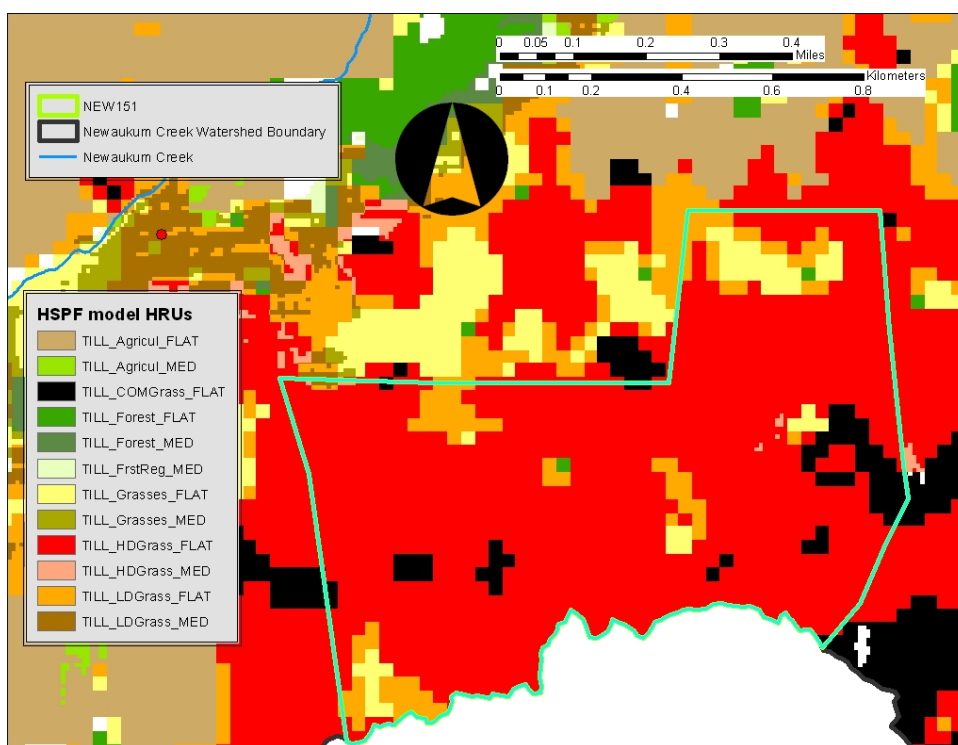 0 0.05 0.1 0.2 0.3 0.4
Miles
Kilometers
0 0.1 0.2 0.4 0.6 0.8
NEW151
Newaukum Creek Watershed Boundary
Newaukum Creek
HSPF model HRUs
TILL_Agricul_FLAT
TILL_Agricul_MED
TILL_COMGrass_FLAT
TILL_Forest_FLAT
TILL_Forest_MED
TILL_FrstReg_MED
TILL_Grasses_FLAT
TILL_Grasses_MED
TILL_HDGrass_FLAT
TILL_HDGrass_MED
TILL_LDGrass_FLAT
TILL_LDGrass_MED